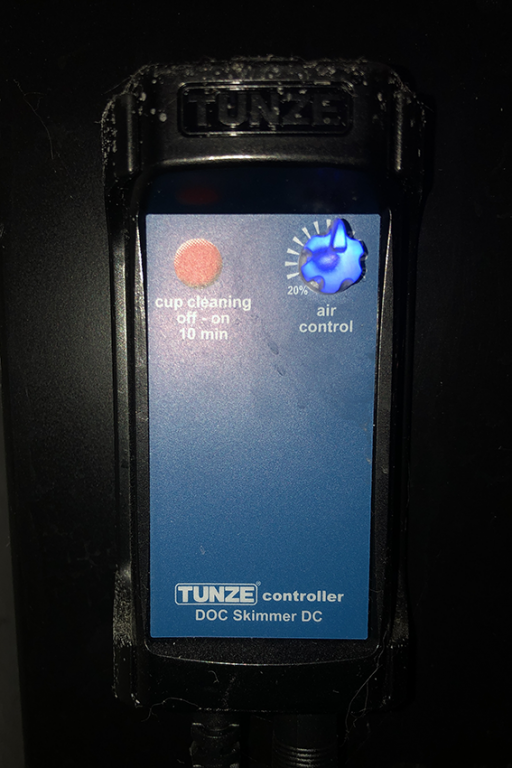 TUNZE
20%
cup cleaning
off - on
10 min
air
control
TUNZE® controller
DOC Skimmer DC